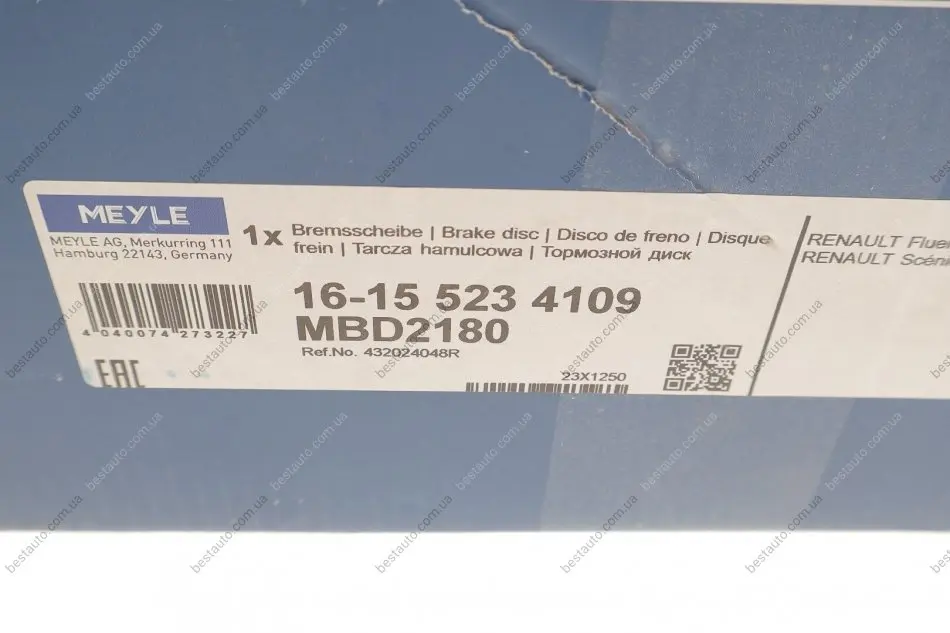 MEYLE
MEYLE AG, Merkurring 111
Hamburg 22143, Germany
1x
Bremsscheibe | Brake disc | Disco de freno | Disque
frein | Tarcza hamulcowa | Тормозной диск
16-15 523 4109
MBD2180
Ref.No. 432024048R
4 040074 273227
EAC
23X1250
RENAULT
RENAULT
bestauto.com.ua